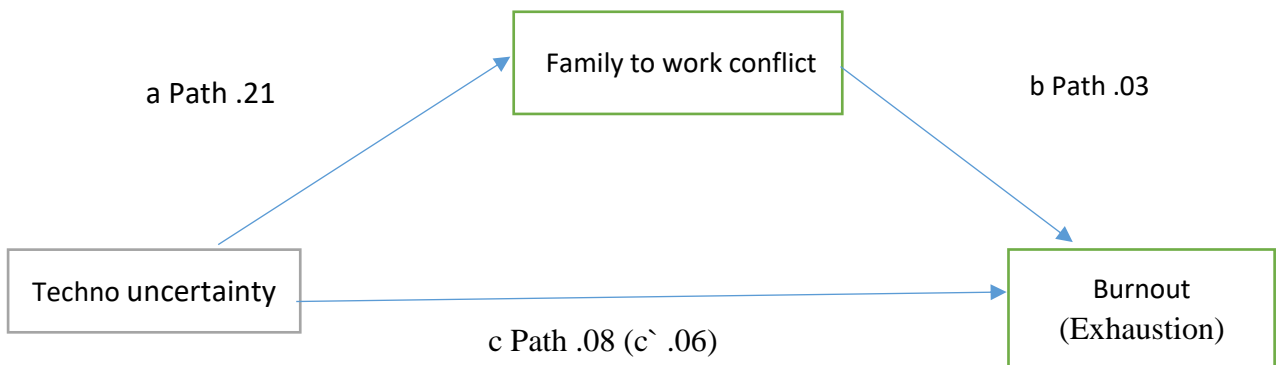 Family to work conflict
a Path .21
b Path .03
Techno uncertainty
Burnout
(Exhaustion)
c Path .08 (c` .06)